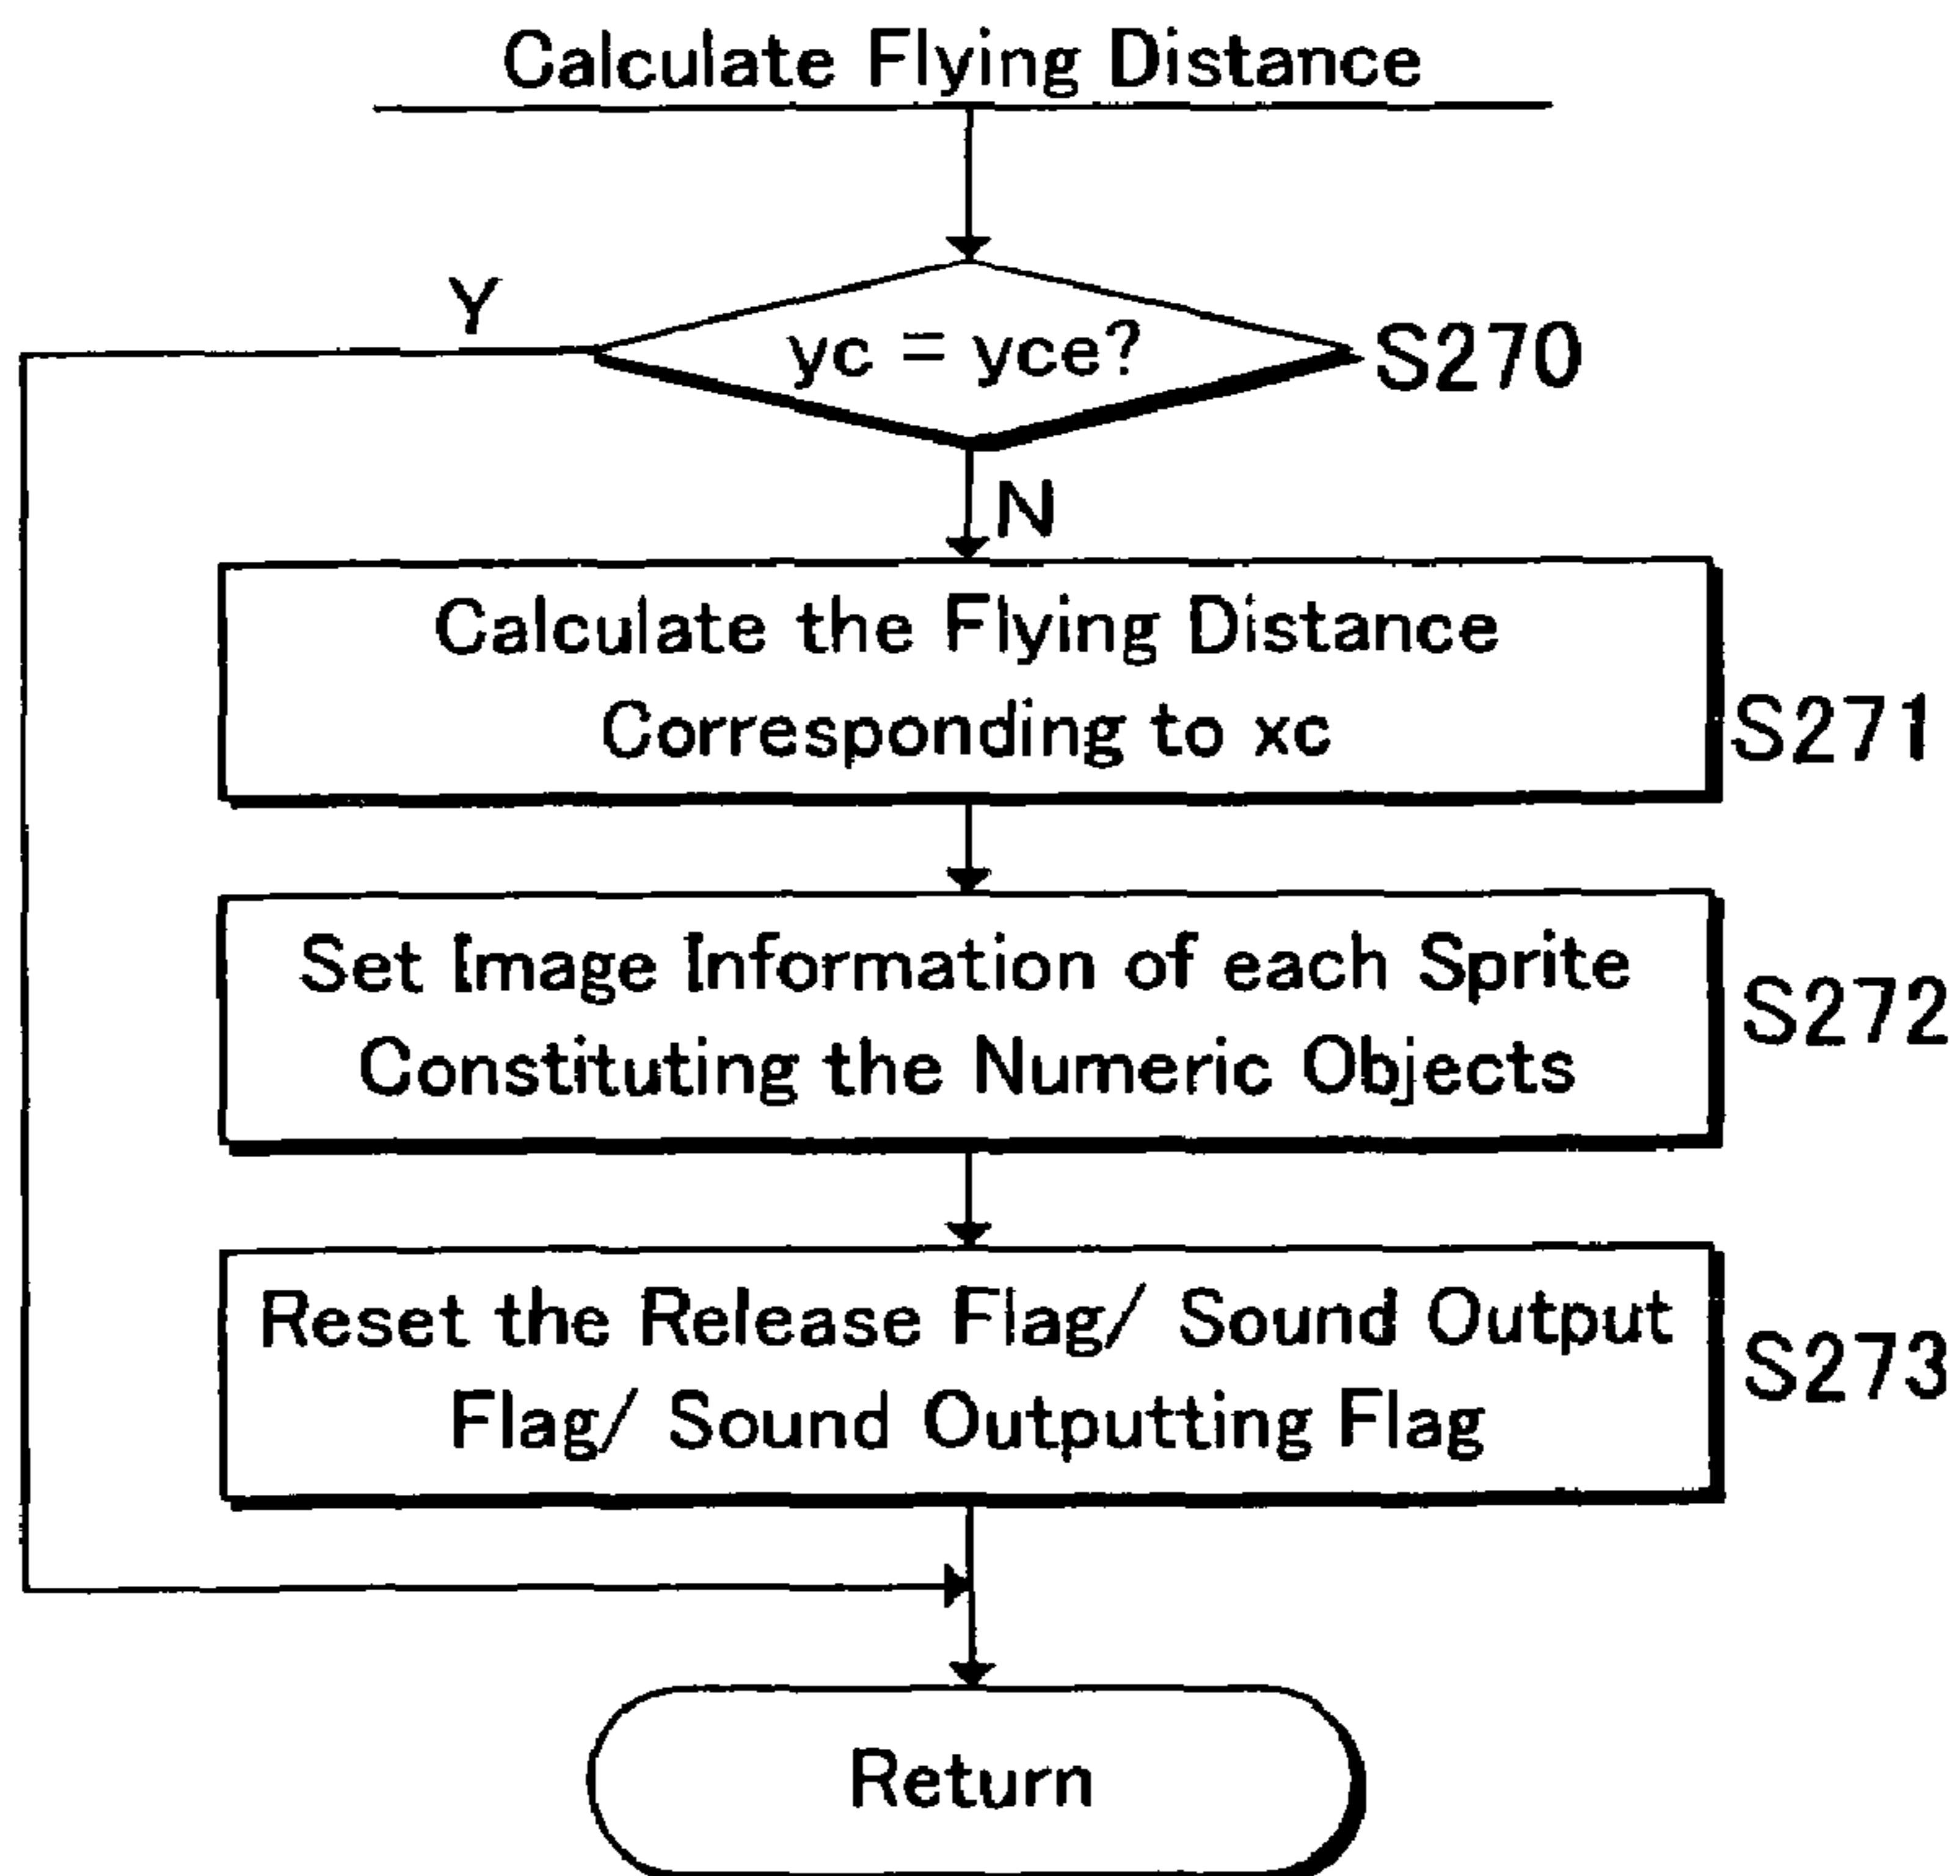 Calculate Flying Distance
Y
yc = yce?
S270
N
Calculate the Flying Distance
Corresponding to xc
S271
Set Image Information of each Sprite
Constituting the Numeric Objects
S272
Reset the Release Flag/ Sound Output
Flag/ Sound Outputting Flag
S273
Return